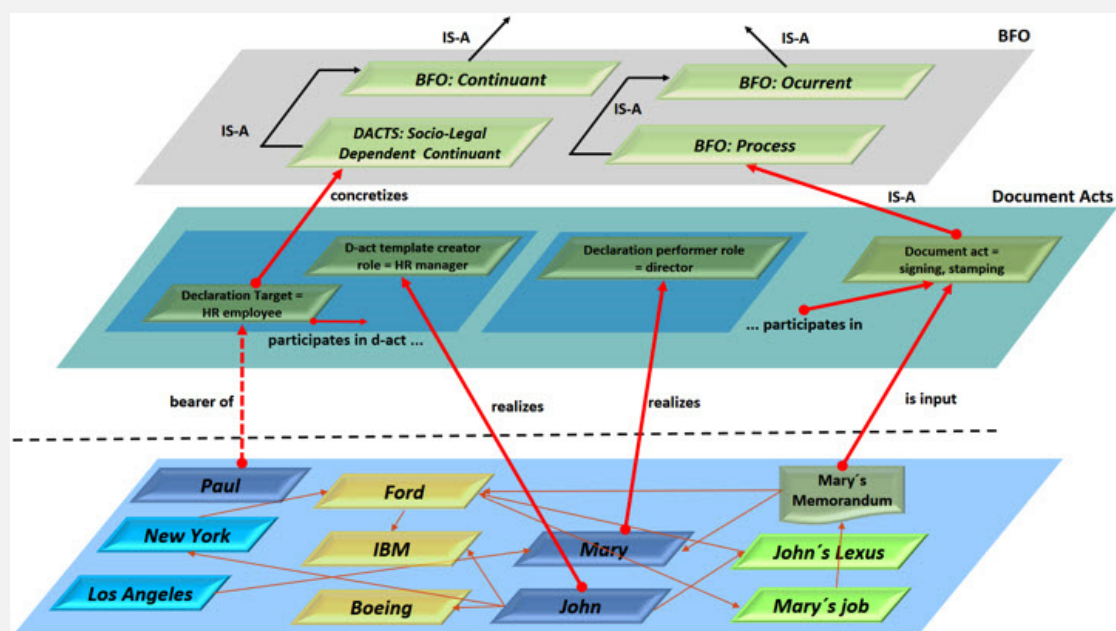 IS-A
IS-A
BFO
BFO: Continuant
BFO: Ocurrent
IS-A
IS-A
DACTS: Socio-Legal
Dependent Continuant
BFO: Process
concretizes
IS-A
Document Acts
D-act template creator
role = HR manager
Declaration performer role
= director
Document act =
signing, stamping
Declaration Target =
HR employee
participates in d-act ...
... participates in
bearer of
realizes
realizes
is input
Paul
Ford
Mary´s
Memorandum
New York
IBM
Mary
John´s Lexus
Los Angeles
Boeing
John
Mary´s job